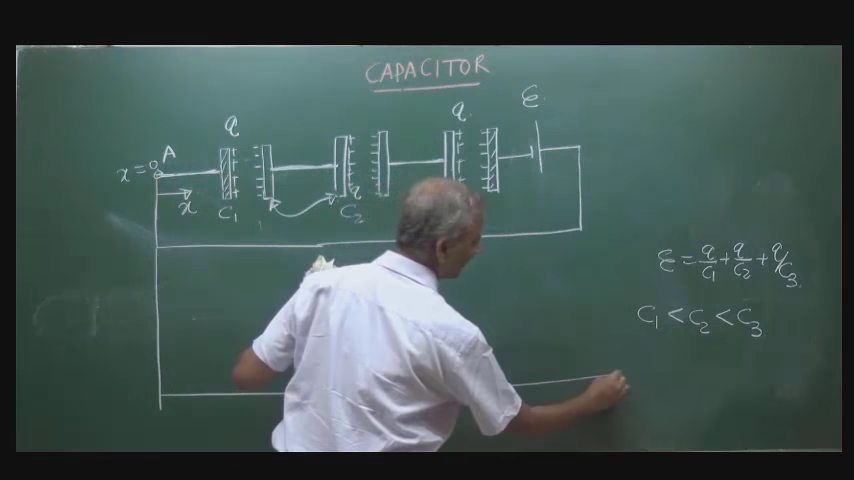 CAPACITOR
q q ε
x=0 A
x C₁ q C₂
ε = q/C₁ + q/C₂ + q/C₃
C₁ < C₂ < C₃